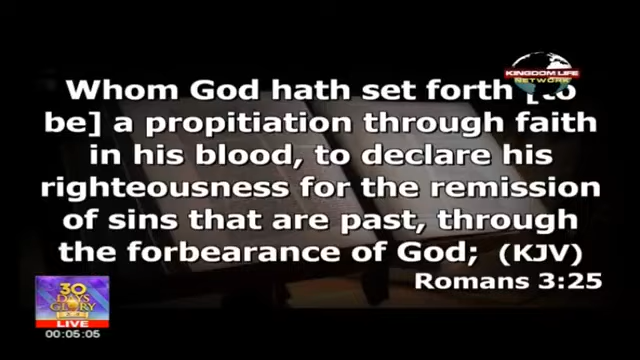 KINGDOM LIFE
NETWORK
Whom God hath set forth [to
be] a propitiation through faith
in his blood, to declare his
righteousness for the remission
of sins that are past, through
the forbearance of God; (KJV)
Romans 3:25
30
DAYS
GLORY
LIVE
00:05:05